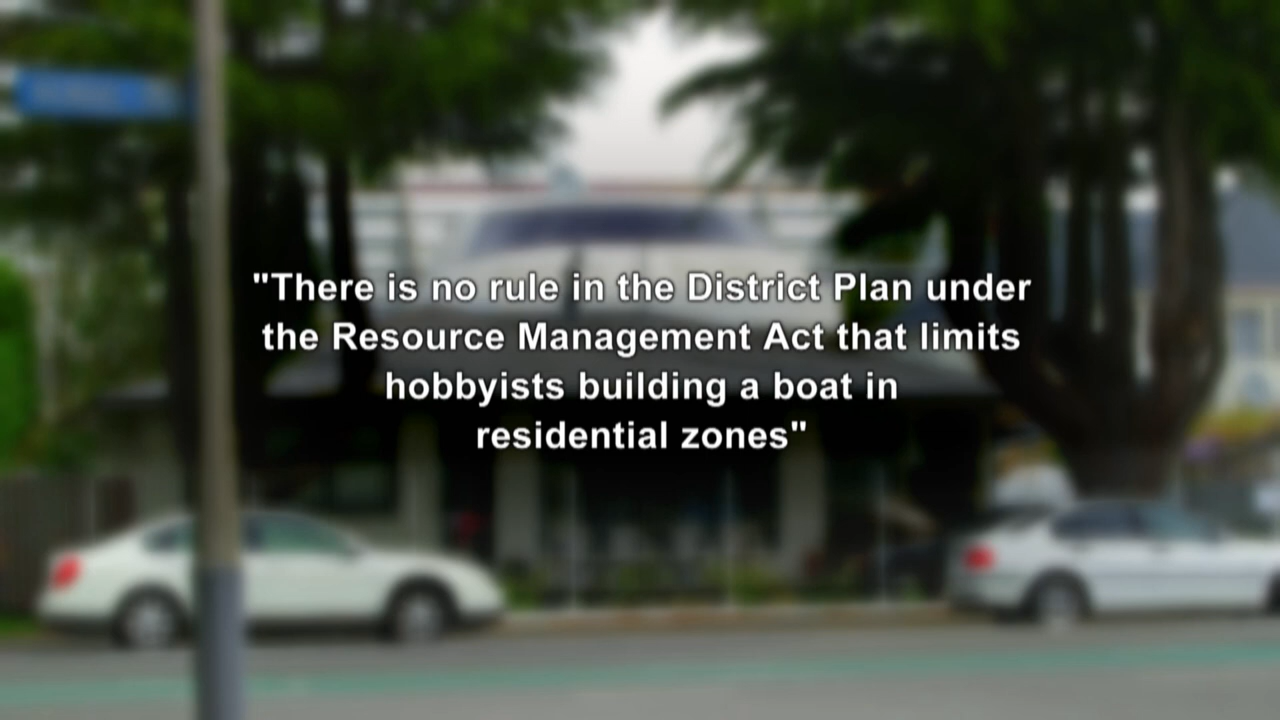 "There is no rule in the District Plan under
the Resource Management Act that limits
hobbyists building a boat in
residential zones"